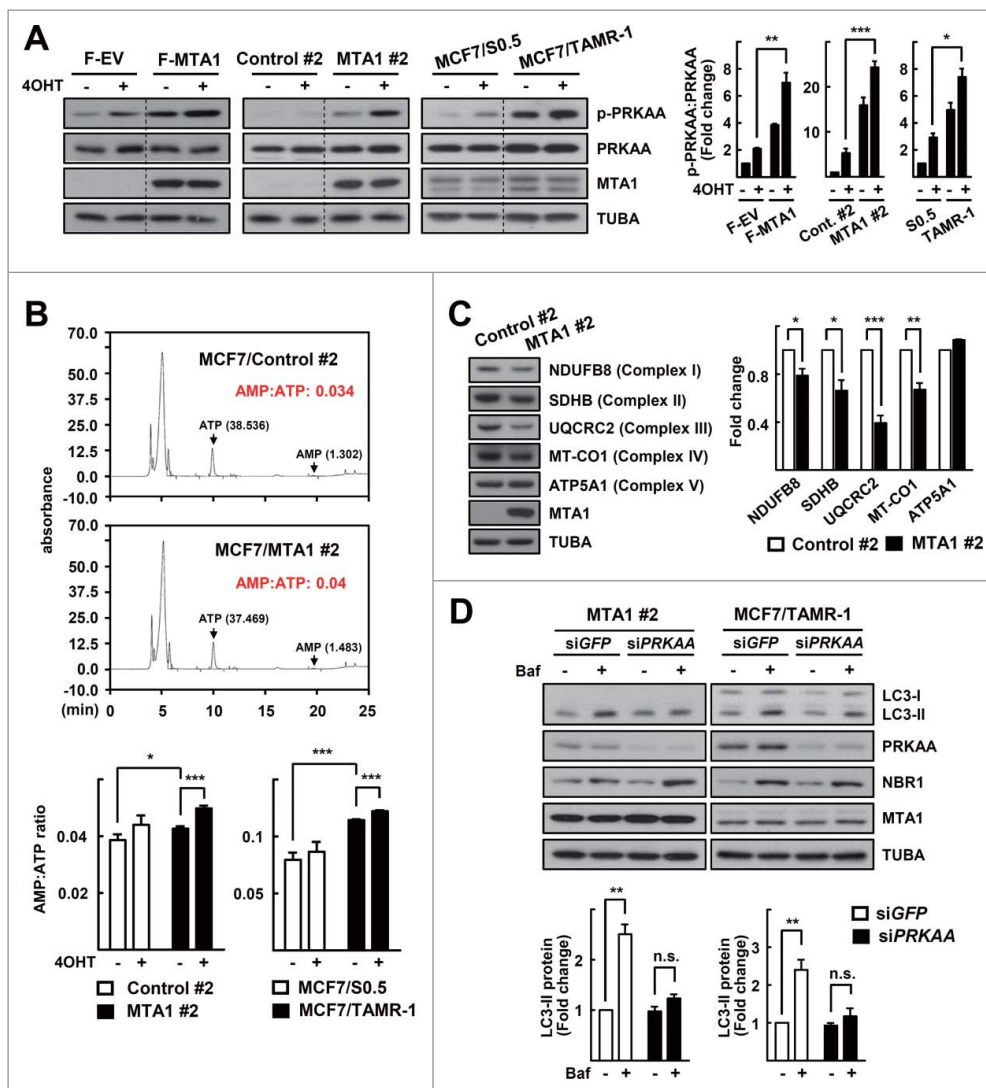 A
F-EV F-MTA1 Control #2 MTA1 #2 MCF7/S0.5 MCF7/TAMR-1
4OHT - + - + - + - + - + - +
p-PRKAA
PRKAA
MTA1
TUBA
p-PRKAA:PRKAA
(Fold change)
8
6
4
2
0
20
10
8
6
4
2
0
** *** *
4OHT - + - + - + - + - + - +
F-EV
F-MTA1
Cont. #2
MTA1 #2
S0.5
TAMR-1
B
absorbance
70.0
57.5
37.5
25.0
12.5
0.0
-10.0
MCF7/Control #2
AMP:ATP: 0.034
ATP (38.536)
AMP (1.302)
70.0
57.5
37.5
25.0
12.5
0.0
-10.0
MCF7/MTA1 #2
AMP:ATP: 0.04
ATP (37.469)
AMP (1.483)
(min) 0 5 10 15 20 25
AMP:ATP ratio
0.04
0.02
* ***
0.1
0.05
*** ***
4OHT - + - + - + - +
Control #2
MTA1 #2
MCF7/S0.5
MCF7/TAMR-1
C
Control #2
MTA1 #2
NDUFB8 (Complex I)
SDHB (Complex II)
UQCRC2 (Complex III)
MT-CO1 (Complex IV)
ATP5A1 (Complex V)
MTA1
TUBA
Fold change
0.8
0.4
* * *** **
NDUFB8
SDHB
UQCRC2
MT-CO1
ATP5A1
Control #2 MTA1 #2
D
MTA1 #2 MCF7/TAMR-1
siGFP siPRKAA siGFP siPRKAA
Baf - + - + - + - +
LC3-I
LC3-II
PRKAA
NBR1
MTA1
TUBA
LC3-II protein
(Fold change)
2
1
** n.s.
LC3-II protein
(Fold change)
2
1
** n.s.
siGFP
siPRKAA
Baf - + - + - + - +